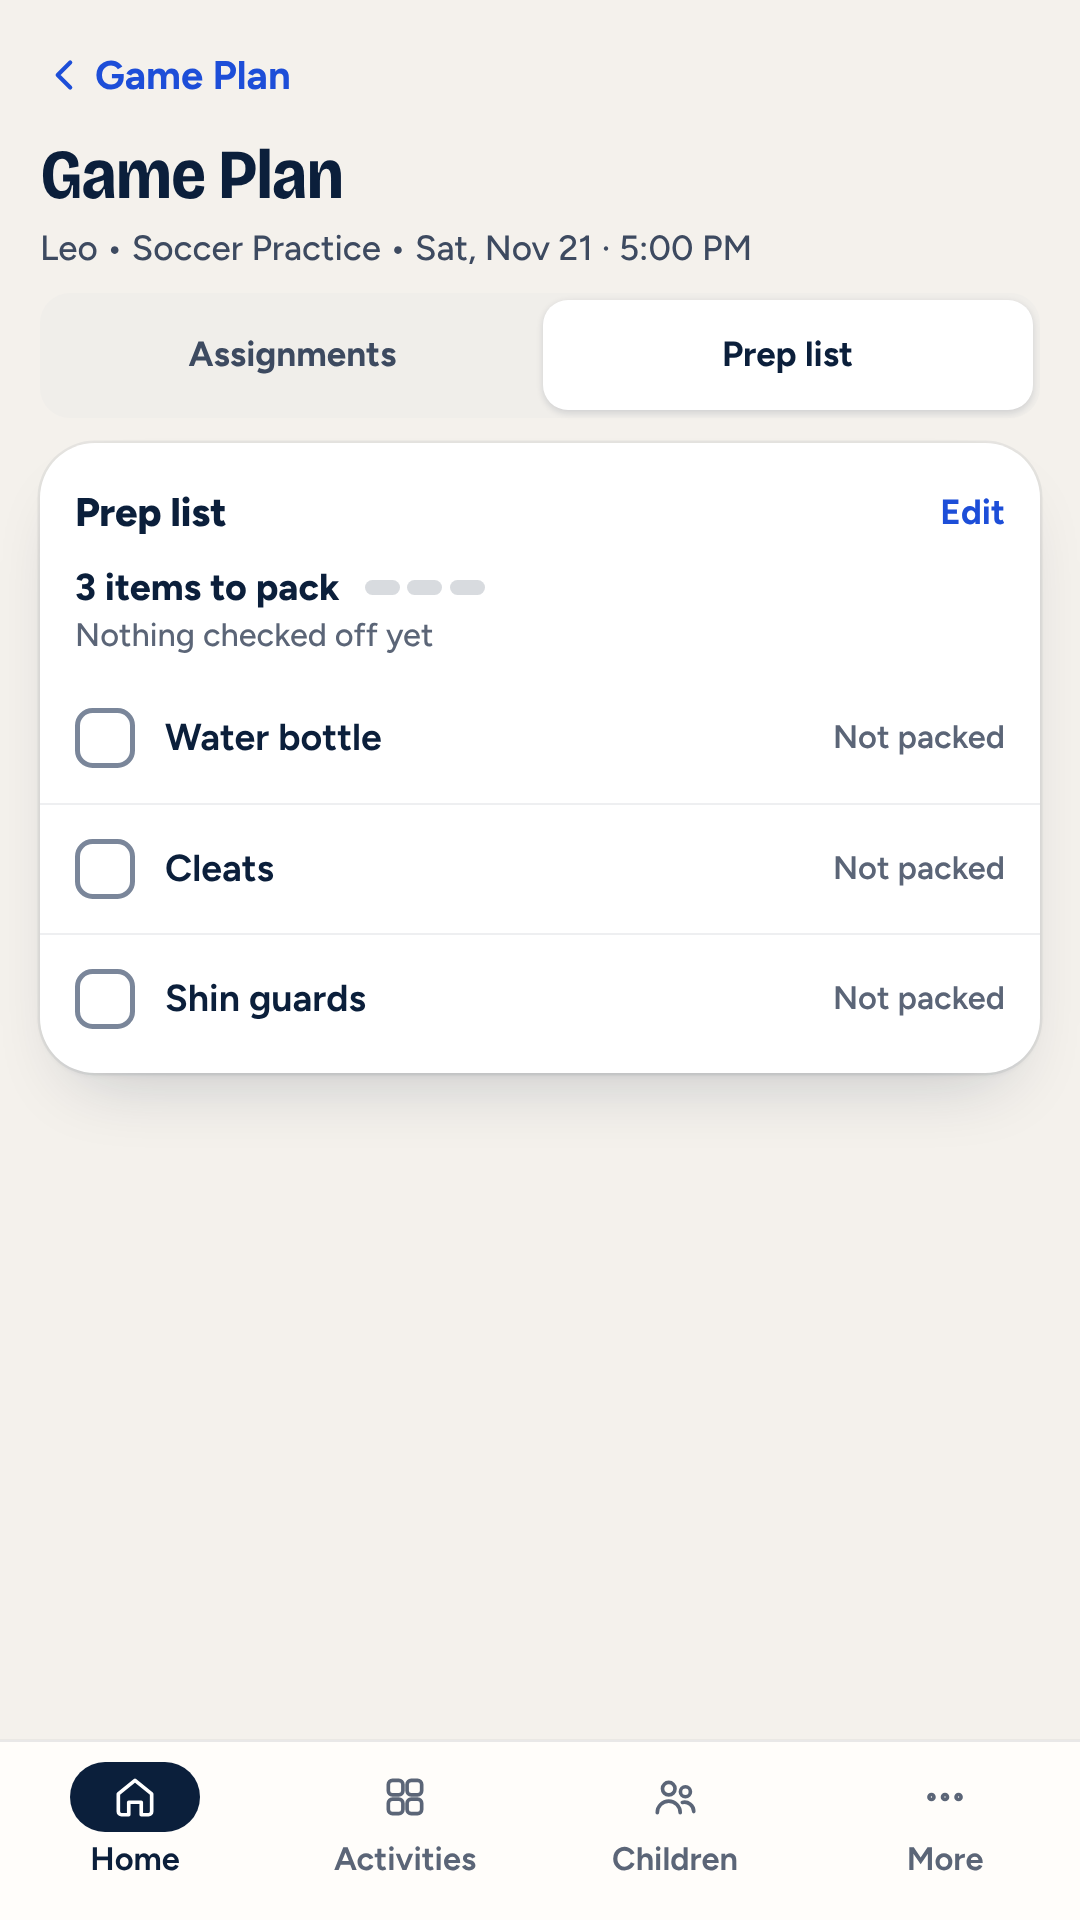 Game Plan
Game Plan
Leo • Soccer Practice • Sat, Nov 21 · 5:00 PM
Assignments
Prep list
Prep list
Edit
3 items to pack
Nothing checked off yet
Water bottle
Not packed
Cleats
Not packed
Shin guards
Not packed
Home
Activities
Children
More